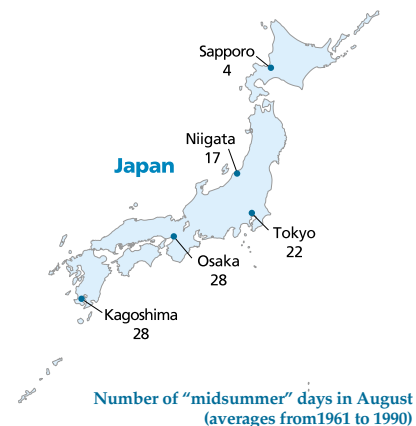 Sapporo
4
Niigata
17
Japan
Tokyo
22
Osaka
28
Kagoshima
28
Number of “midsummer” days in August
(averages from1961 to 1990)